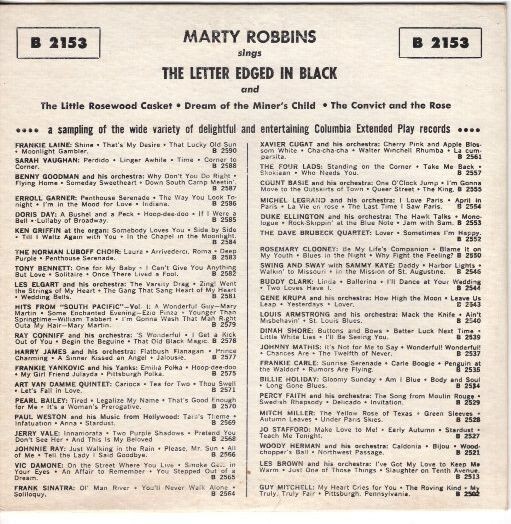 B 2153
MARTY ROBBINS
sings
THE LETTER EDGED IN BLACK
and
The Little Rosewood Casket • Dream of the Miner's Child • The Convict and the Rose
B 2153
•••• a sampling of the wide variety of delightful and entertaining Columbia Extended Play records ••••
FRANKIE LAINE: Shine • That's My Desire • That Lucky Old Sun
• Moonlight Gambler. B 2590
SARAH VAUGHAN: Perdido • Linger Awhile • Time • Corner to
Corner. B 2588
BENNY GOODMAN and his orchestra: Why Don't You Do Right •
Flying Home • Someday Sweetheart • Down South Camp Meetin'.
B 2587
ERROLL GARNER: Penthouse Serenade • The Way You Look To-
night • I'm in the Mood for Love • Indiana. B 2586
DORIS DAY: A Bushel and a Peck • Hoop-dee-doo • If I Were a
Bell • Lullaby of Broadway. B 2585
KEN GRIFFIN at the organ: Somebody Loves You • Side by Side
• Till I Waltz Again with You • In the Chapel in the Moonlight.
B 2584
THE NORMAN LUBOFF CHOIR: Laura • Arrivederci, Roma • Deep
Purple • Penthouse Serenade. B 2583
TONY BENNETT: One for My Baby • I Can't Give You Anything
But Love • Solitaire • Once There Lived a Fool. B 2582
LES ELGART and his orchestra: The Varsity Drag • Zing! Went
the Strings of My Heart • The Gang That Sang Heart of My Heart
• Wedding Bells. B 2581
HITS FROM "SOUTH PACIFIC"—Vol. I: A Wonderful Guy—Mary
Martin • Some Enchanted Evening—Ezio Pinza • Younger Than
Springtime—William Tabbert • I'm Gonna Wash That Man Right
Outa My Hair—Mary Martin. B 2579
RAY CONNIFF and his orchestra: 'S Wonderful • I Get a Kick
Out of You • Begin the Beguine • That Old Black Magic. B 2578
HARRY JAMES and his orchestra: Flatbush Flanagan • Prince
Charming • A Sinner Kissed an Angel • Jalousie. B 2577
FRANKIE YANKOVIC and his Yanks: Emilia Polka • Hoop-dee-doo
• My Girl Friend Julayda • Pittsburgh Polka. B 2575
ART VAN DAMME QUINTET: Carioca • Tea for Two • Thou Swell
• Let's Fall in Love. B 2571
PEARL BAILEY: Tired • Legalize My Name • That's Good Enough
for Me • It's a Woman's Prerogative. B 2570
PAUL WESTON and his Music from Hollywood: Tara's Theme •
Infatuation • Anna • Stardust. B 2569
JERRY VALE: Innamorata • Two Purple Shadows • Pretend You
Don't See Her • And This Is My Beloved B 2568
JOHNNIE RAY: Just Walking in the Rain • Please, Mr. Sun • All
of Me • Tell the Lady I Said Goodbye. B 2566
VIC DAMONE: On the Street Where You Live • Smoke Gets in
Your Eyes • An Affair to Remember • You Stepped Out of a
Dream. B 2565
FRANK SINATRA: Ol' Man River • You'll Never Walk Alone •
Soliloquy. B 2564
XAVIER CUGAT and his orchestra: Cherry Pink and Apple Blos-
som White • Cha-cha-cha • Walter Winchell Rhumba • La cum-
parsita. B 2561
THE FOUR LADS: Standing on the Corner • Take Me Back •
Skokiaan • Who Needs You. B 2557
COUNT BASIE and his orchestra: One O'Clock Jump • I'm Gonna
Move to the Outskirts of Town • Queer Street • The King. B 2555
MICHEL LEGRAND and his orchestra: I Love Paris • April in
Paris • La Vie en rose • The Last Time I Saw Paris. B 2554
DUKE ELLINGTON and his orchestra: The Hawk Talks • Mono-
logue • Rock-Skippin' at the Blue Note • Jam with Sam. B 2553
THE DAVE BRUBECK QUARTET: Lover • Sometimes I'm Happy.
B 2552
ROSEMARY CLOONEY: Be My Life's Companion • Blame It on
My Youth • Blues in the Night • Why Fight the Feeling? B 2550
SWING AND SWAY with SAMMY KAYE: Daddy • Harbor Lights •
Walkin' to Missouri • in the Mission of St. Augustine. B 2546
BUDDY CLARK: Linda • Ballerina • I'll Dance at Your Wedding
• Two Loves Have I. B 2544
GENE KRUPA and his orchestra: How High the Moon • Leave Us
Leap • Yesterdays • Lover. B 2543
LOUIS ARMSTRONG and his orchestra: Mack the Knife • Ain't
Misbehavin' • St. Louis Blues. B 2540
DINAH SHORE: Buttons and Bows • Better Luck Next Time •
Little White Lies • I'll Be Seeing You. B 2539
JOHNNY MATHIS: It's Not for Me to Say • Wonderful! Wonderful!
• Chances Are • The Twelfth of Never. B 2537
FRANKIE CARLE: Sunrise Serenade • Carle Boogie • Penguin at
the Waldorf • Rumors Are Flying. B 2535
BILLIE HOLIDAY: Gloomy Sunday • Am I Blue • Body and Soul
• Long Gone Blues. B 2534
PERCY FAITH and his orchestra: The Song from Moulin Rouge •
Swedish Rhapsody • Delicado • Invitation. B 2529
MITCH MILLER: The Yellow Rose of Texas • Green Sleeves •
Autumn Leaves • Under Paris Skies. B 2528
JO STAFFORD: Make Love to Me! • Early Autumn • Stardust •
Teach Me Tonight. B 2527
WOODY HERMAN and his orchestra: Caldonia • Bijou • Wood-
chopper's Ball • Northwest Passage. B 2521
LES BROWN and his orchestra: I've Got My Love to Keep Me
Warm • Just One of Those Things • Slaughter on Tenth Avenue.
B 2513
GUY MITCHELL: My Heart Cries for You • The Roving Kind • My
Truly, Truly Fair • Pittsburgh, Pennsylvania. B 2502